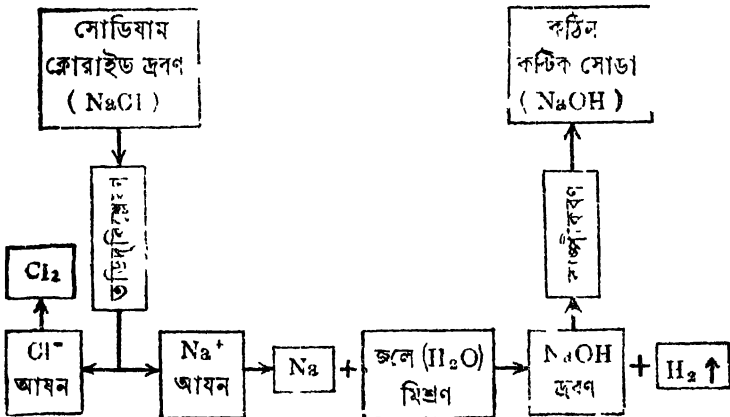 সোডিয়াম
ক্লোরাইড দ্রবণ
( NaCl )
কঠিন
কস্টিক সোডা
( NaOH )
তড়িদ্‌বিশ্লেষণ
বাষ্পীকরণ
Cl₂
Cl⁻
আয়ন
Na⁺
আয়ন
Na
+
জলে (H₂O)
মিশ্রণ
NaOH
দ্রবণ
+ H₂ ↑